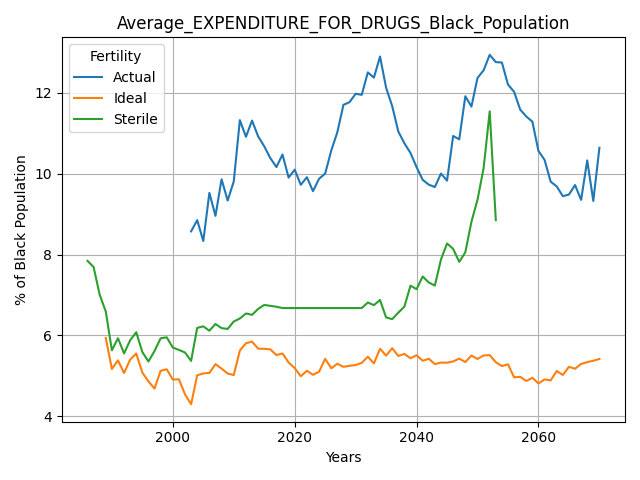 Average_EXPENDITURE_FOR_DRUGS_Black_Population
Fertility
Actual
Ideal
Sterile
% of Black Population
12
10
8
6
4
2000
2020
2040
2060
Years